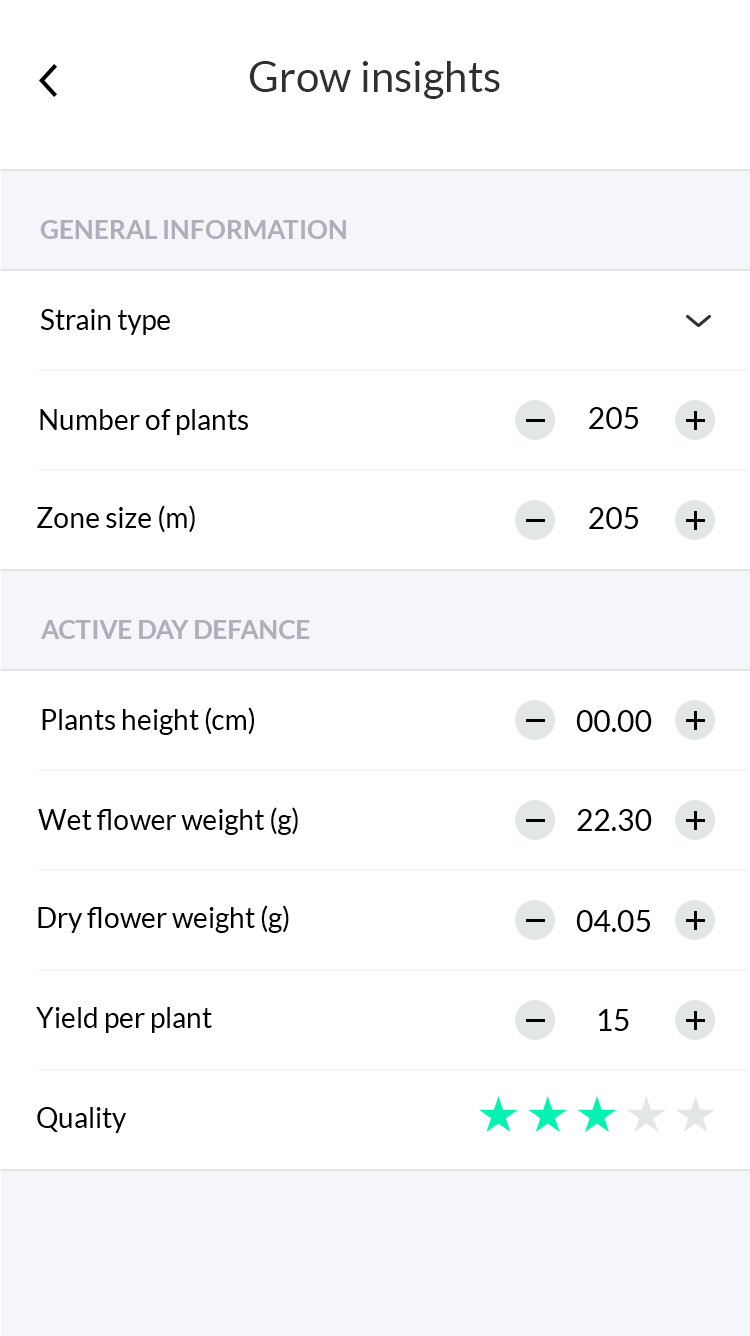 Grow insights
GENERAL INFORMATION
Strain type
Number of plants 205
Zone size (m) 205
ACTIVE DAY DEFANCE
Plants height (cm) 00.00
Wet flower weight (g) 22.30
Dry flower weight (g) 04.05
Yield per plant 15
Quality